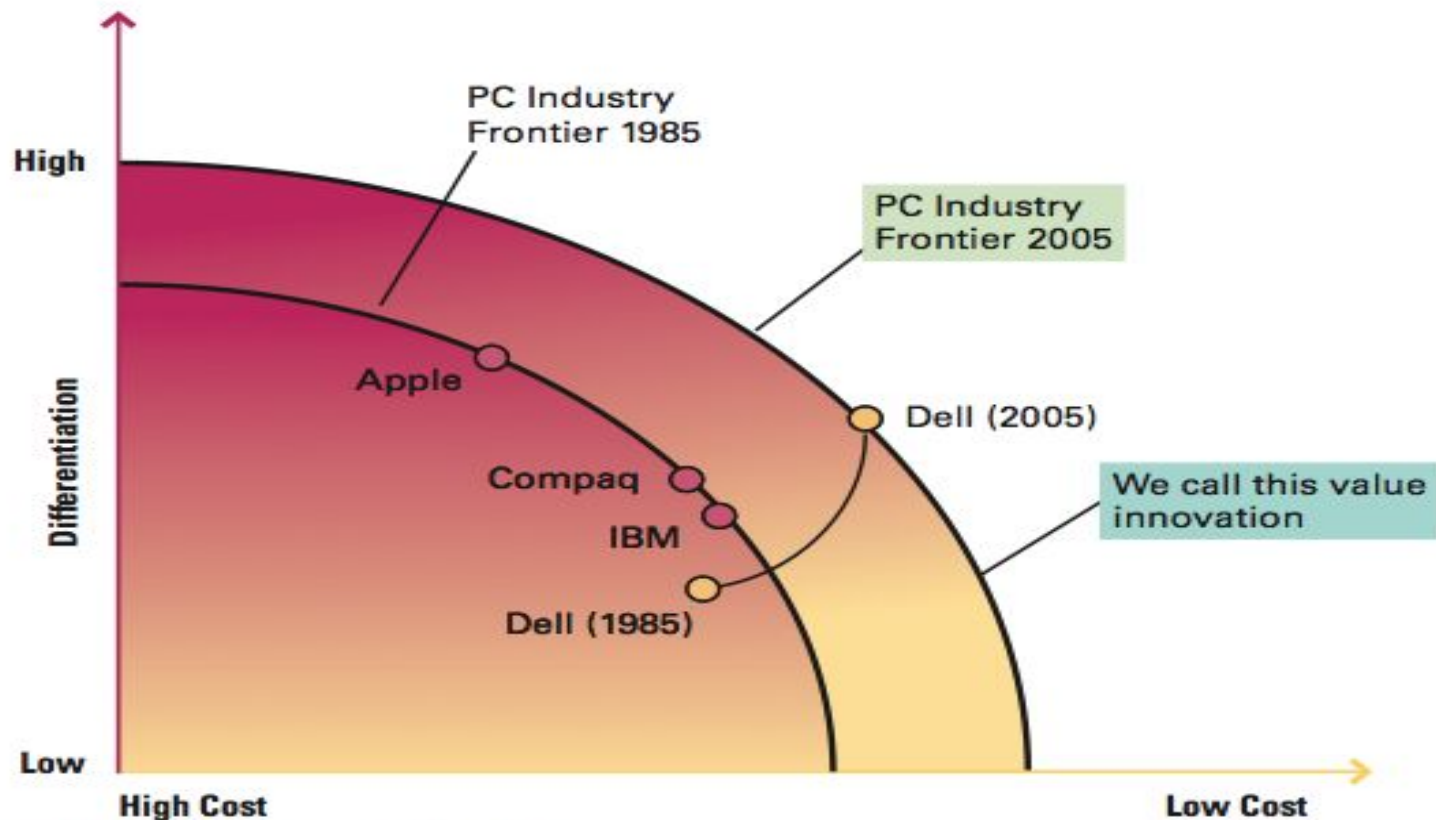 PC Industry
Frontier 1985
High
PC Industry
Frontier 2005
Differentiation
Apple
Dell (2005)
Compaq
We call this value
innovation
IBM
Dell (1985)
Low
High Cost
Low Cost